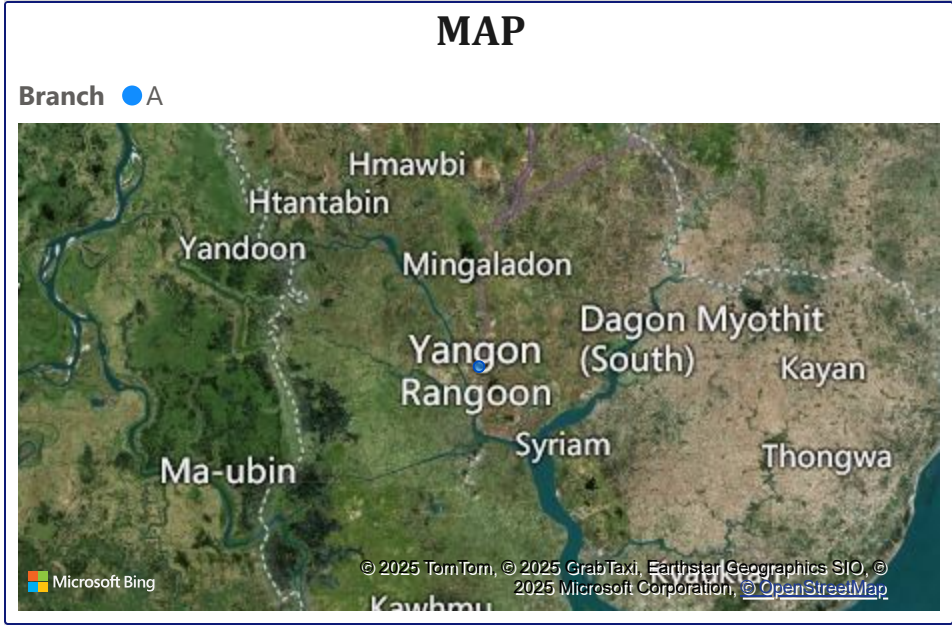 MAP
Branch A
Hmawbi
Htantabin
Yandoon
Mingaladon
Dagon Myothit
(South)
Yangon
Rangoon
Kayan
Syriam
Thongwa
Ma-ubin
© 2025 TomTom, © 2025 GrabTaxi, Earthstar Geographics SIO, ©
2025 Microsoft Corporation, © OpenStreetMap
Microsoft Bing
Kawhmu